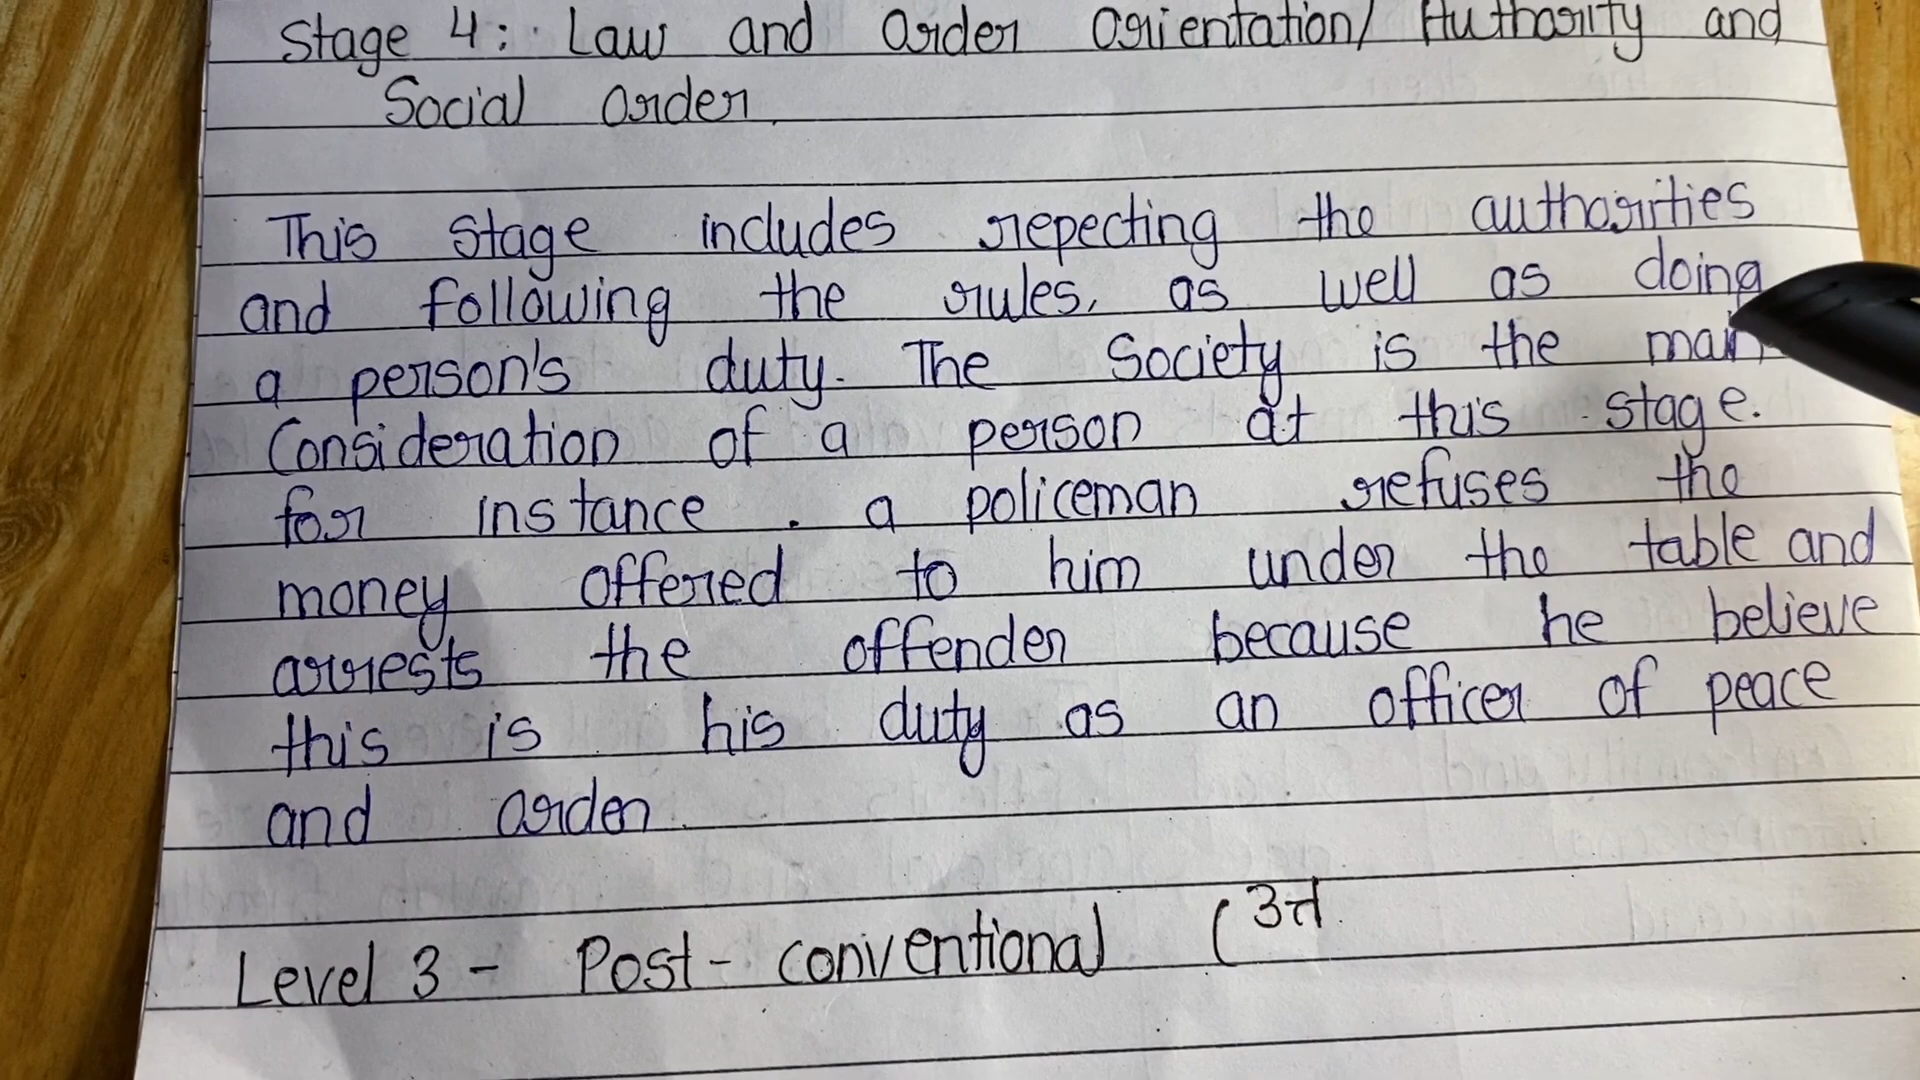 Stage 4: Law and Order Orientation/ Authority and
Social order.
This stage includes repecting the authorities
and following the rules, as well as doing
a person's duty. The Society is the main
Consideration of a person at this stage.
for instance. a policeman refuses the
money offered to him under the table and
arrests the offender because he believe
this is his duty as an officer of peace
and order.
Level 3 - Post-conventional (3rd